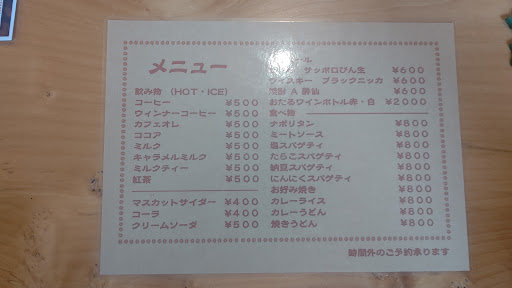 メニュー
飲み物 (HOT・ICE)
コーヒー ¥500
ウィンナーコーヒー ¥500
カフェオレ ¥500
ココア ¥500
ミルク ¥500
キャラメルミルク ¥500
ミルクティー ¥500
紅茶 ¥500
マスカットサイダー ¥400
コーラ ¥400
クリームソーダ ¥500
サッポロびん生 ¥600
ウィスキー ブラックニッカ ¥600
¥600
おたるワインボトル赤・白 ¥2000
食べ物
ナポリタン ¥800
ミートソース ¥800
塩スパゲティ ¥800
たらこスパゲティ ¥800
納豆スパゲティ ¥800
にんにくスパゲティ ¥800
お好み焼き ¥800
カレーライス ¥800
カレーうどん ¥800
焼きうどん ¥800
時間外のご予約承ります